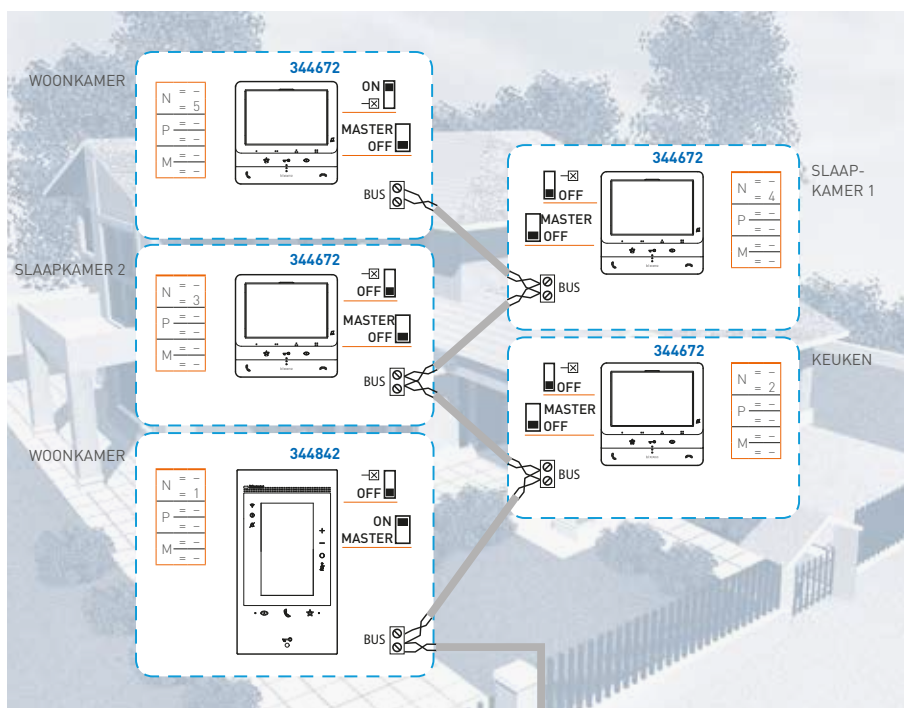 WOONKAMER
344672
N = –
= 5
P = –
= –
M = –
= –
ON
MASTER
OFF
BUS
344672
SLAAP-
KAMER 1
OFF
MASTER
OFF
N = –
= 4
P = –
= –
M = –
= –
BUS
SLAAPKAMER 2
344672
N = –
= 3
P = –
= –
M = –
= –
OFF
MASTER
OFF
BUS
344672
KEUKEN
OFF
MASTER
OFF
N = –
= 2
P = –
= –
M = –
= –
BUS
WOONKAMER
344842
N = –
= 1
P = –
= –
M = –
= –
OFF
ON
MASTER
BUS